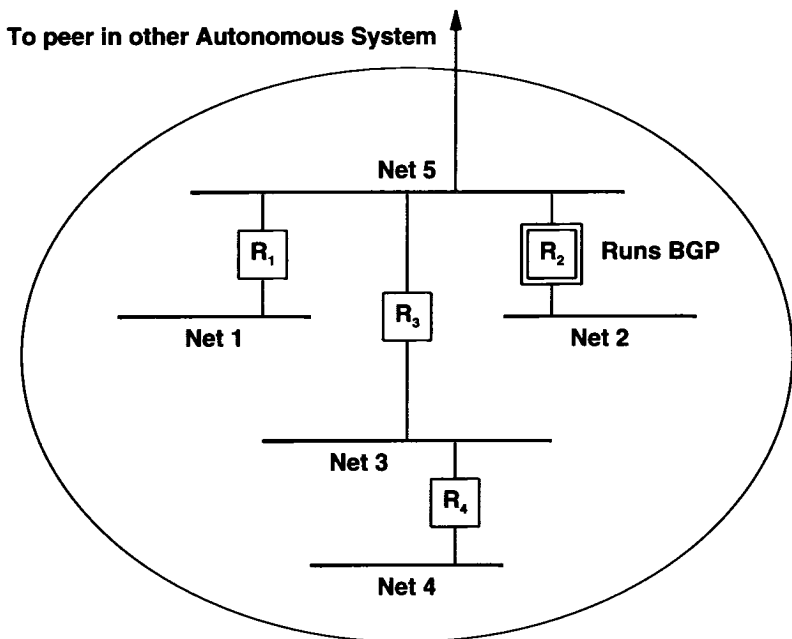 To peer in other Autonomous System
Net 5
R₁
R₂
Runs BGP
R₃
Net 1
Net 2
Net 3
R₄
Net 4